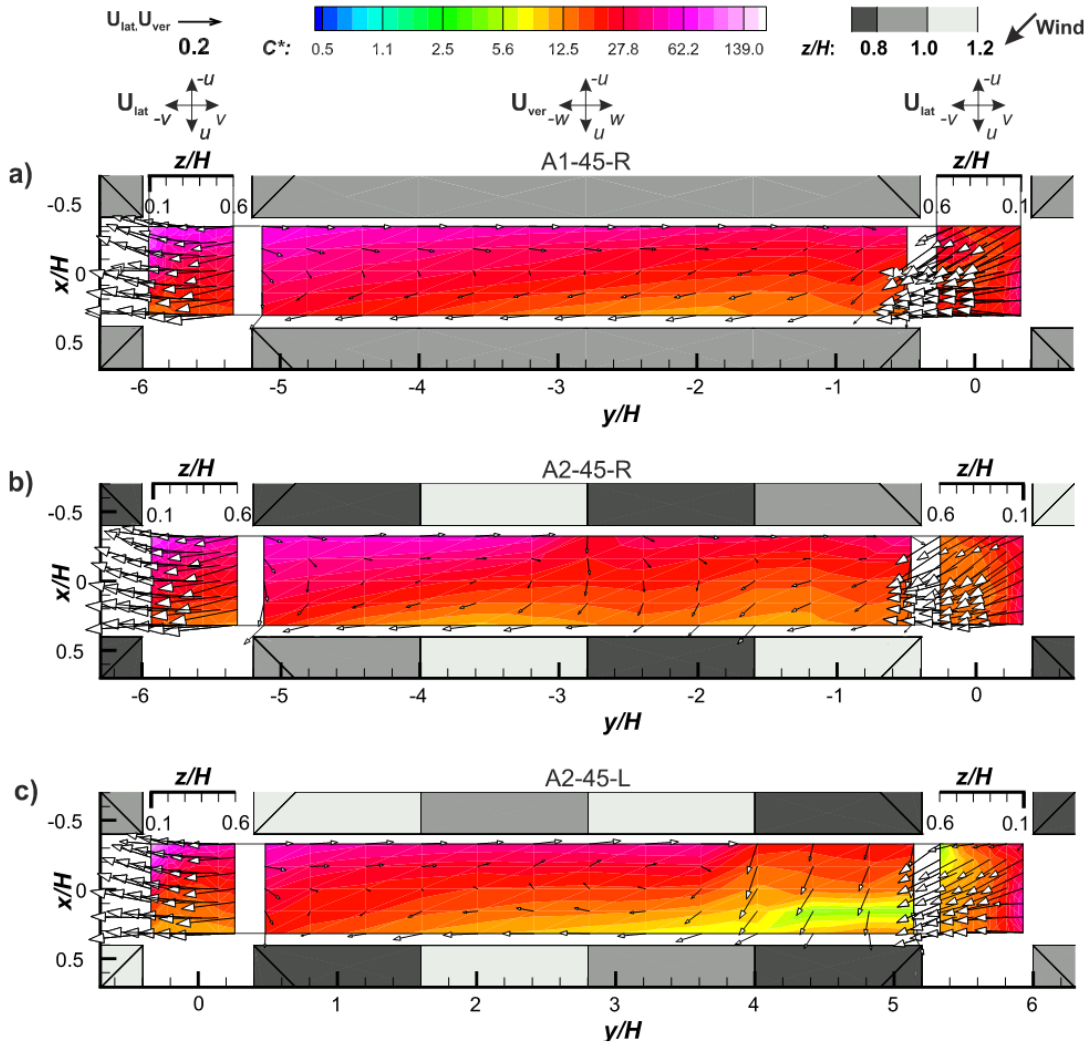 U_lat. U_ver
0.2
C*: 0.5 1.1 2.5 5.6 12.5 27.8 62.2 139.0
z/H: 0.8 1.0 1.2
Wind
U_lat -u -v v u
U_ver -u -w w u
U_lat -u -v v u
a)
A1-45-R
z/H 0.1 0.6
z/H 0.6 0.1
x/H
-0.5
0
0.5
-6 -5 -4 -3 -2 -1 0
y/H
b)
A2-45-R
z/H 0.1 0.6
z/H 0.6 0.1
x/H
-0.5
0
0.5
-6 -5 -4 -3 -2 -1 0
y/H
c)
A2-45-L
z/H 0.1 0.6
z/H 0.6 0.1
x/H
-0.5
0
0.5
0 1 2 3 4 5 6
y/H